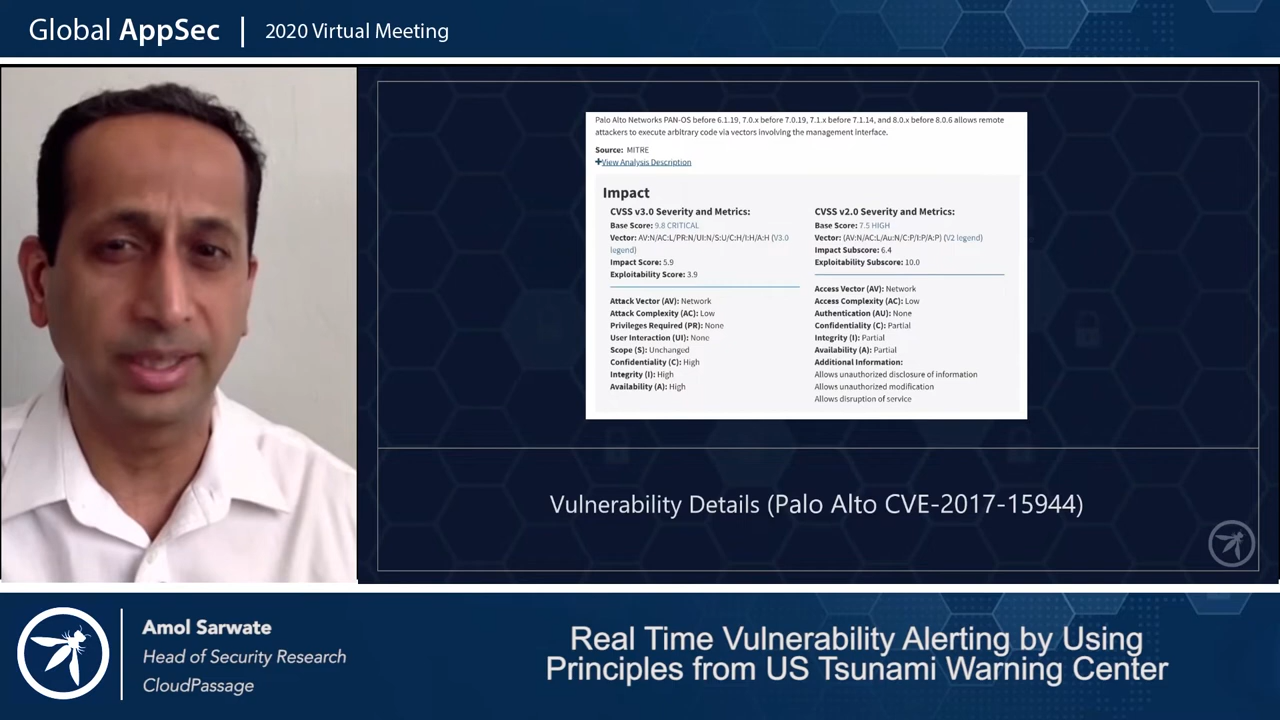 Global AppSec | 2020 Virtual Meeting
Palo Alto Networks PAN-OS before 6.1.19, 7.0.x before 7.0.19, 7.1.x before 7.1.14, and 8.0.x before 8.0.6 allows remote
attackers to execute arbitrary code via vectors involving the management interface.
Source: MITRE
+View Analysis Description
Impact
CVSS v3.0 Severity and Metrics:
Base Score: 9.8 CRITICAL
Vector: AV:N/AC:L/PR:N/UI:N/S:U/C:H/I:H/A:H (V3.0
legend)
Impact Score: 5.9
Exploitability Score: 3.9
Attack Vector (AV): Network
Attack Complexity (AC): Low
Privileges Required (PR): None
User Interaction (UI): None
Scope (S): Unchanged
Confidentiality (C): High
Integrity (I): High
Availability (A): High
CVSS v2.0 Severity and Metrics:
Base Score: 7.5 HIGH
Vector: (AV:N/AC:L/Au:N/C:P/I:P/A:P) (V2 legend)
Impact Subscore: 6.4
Exploitability Subscore: 10.0
Access Vector (AV): Network
Access Complexity (AC): Low
Authentication (AU): None
Confidentiality (C): Partial
Integrity (I): Partial
Availability (A): Partial
Additional Information:
Allows unauthorized disclosure of information
Allows unauthorized modification
Allows disruption of service
Vulnerability Details (Palo Alto CVE-2017-15944)
Amol Sarwate
Head of Security Research
CloudPassage
Real Time Vulnerability Alerting by Using
Principles from US Tsunami Warning Center